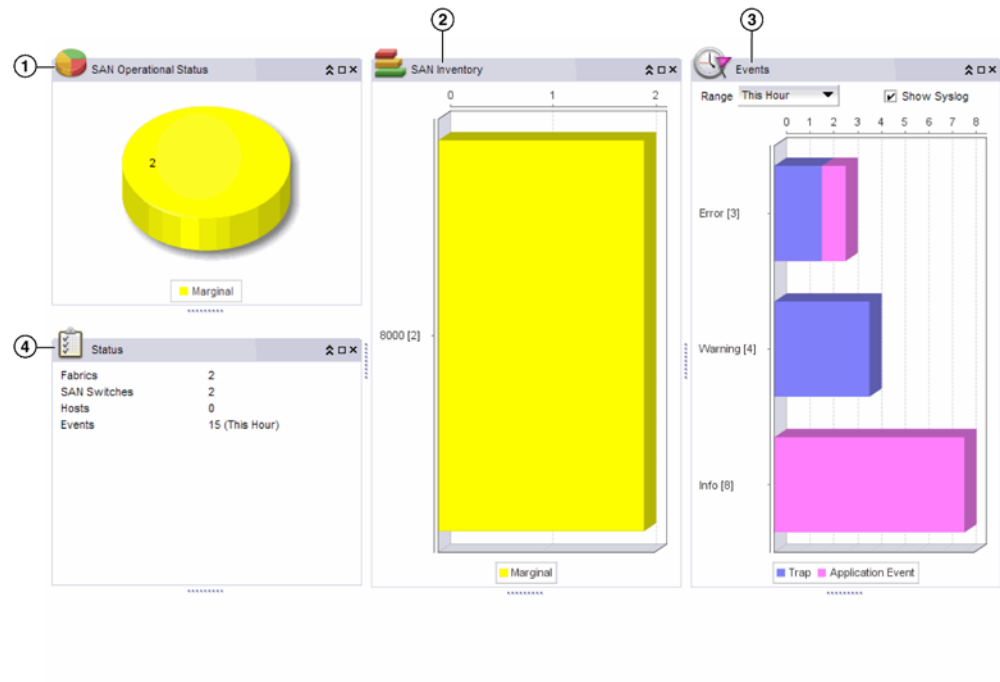 1
SAN Operational Status
2
Marginal
4
Status
Fabrics 2
SAN Switches 2
Hosts 0
Events 15 (This Hour)
2
SAN Inventory
0 1 2
8000 [2]
Marginal
3
Events
Range This Hour Show Syslog
0 1 2 3 4 5 6 7 8
Error [3]
Warning [4]
Info [8]
Trap Application Event